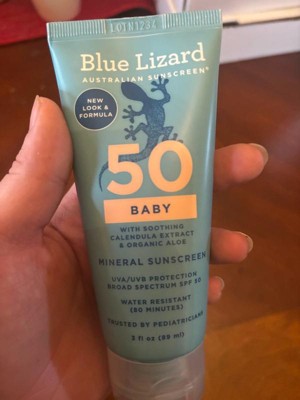 Blue Lizard
AUSTRALIAN SUNSCREEN®
NEW
LOOK &
FORMULA
50
BABY
WITH SOOTHING
CALENDULA EXTRACT
& ORGANIC ALOE
MINERAL SUNSCREEN
UVA/UVB PROTECTION
BROAD SPECTRUM SPF 50
WATER RESISTANT
(80 MINUTES)
TRUSTED BY PEDIATRICIANS
3 fl oz (89 ml)